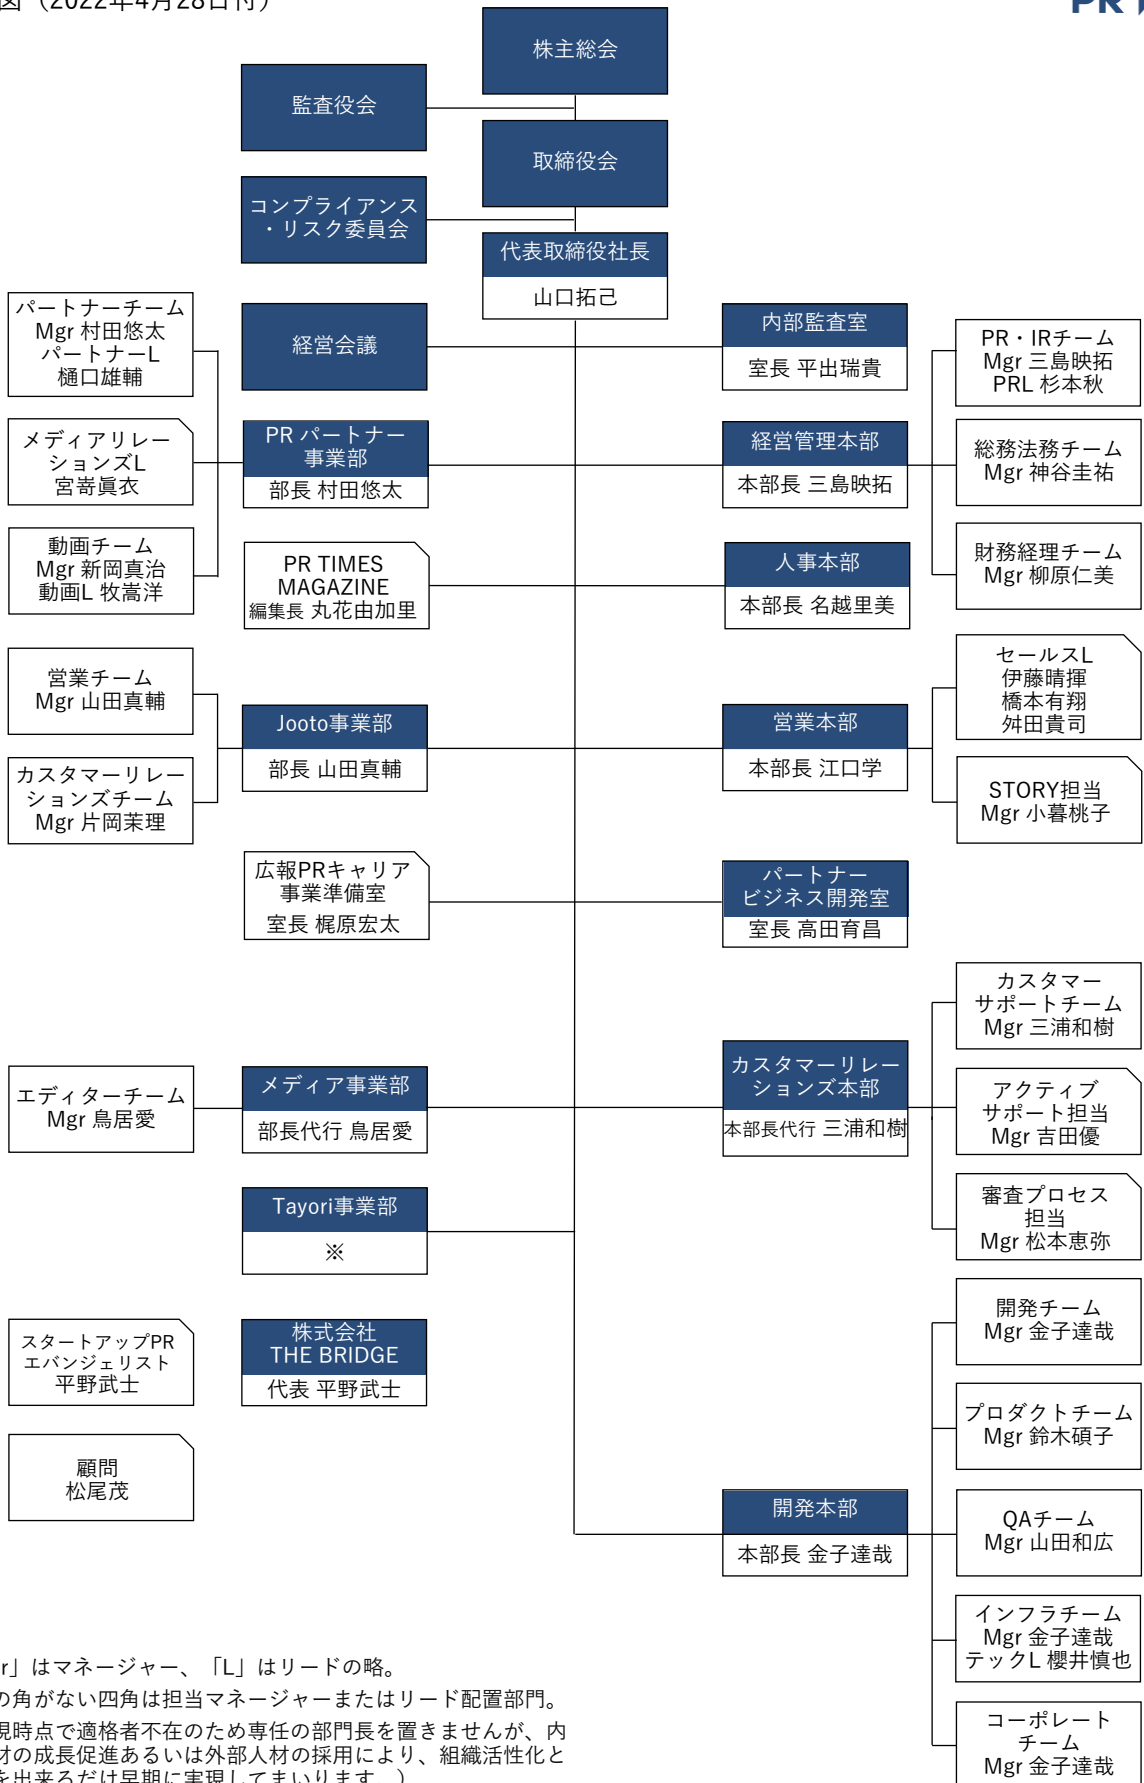 図（2022年4月28日付）
PR
株主総会
監査役会
取締役会
コンプライアンス
・リスク委員会
代表取締役社長
山口拓己
パートナーチーム
Mgr 村田悠太
パートナーL
樋口雄輔
経営会議
内部監査室
室長 平出瑞貴
PR・IRチーム
Mgr 三島映拓
PRL 杉本秋
メディアリレー
ションズL
宮嵜眞衣
PR パートナー
事業部
部長 村田悠太
経営管理本部
本部長 三島映拓
総務法務チーム
Mgr 神谷圭祐
動画チーム
Mgr 新岡真治
動画L 牧嵩洋
PR TIMES
MAGAZINE
編集長 丸花由加里
人事本部
本部長 名越里美
財務経理チーム
Mgr 柳原仁美
営業チーム
Mgr 山田真輔
Jooto事業部
部長 山田真輔
営業本部
本部長 江口学
セールスL
伊藤晴揮
橋本有翔
舛田貴司
カスタマーリレー
ションズチーム
Mgr 片岡茉理
STORY担当
Mgr 小暮桃子
広報PRキャリア
事業準備室
室長 梶原宏太
パートナー
ビジネス開発室
室長 高田育昌
カスタマー
サポートチーム
Mgr 三浦和樹
エディターチーム
Mgr 鳥居愛
メディア事業部
部長代行 鳥居愛
カスタマーリレー
ションズ本部
本部長代行 三浦和樹
アクティブ
サポート担当
Mgr 吉田優
Tayori事業部
※
審査プロセス
担当
Mgr 松本恵弥
スタートアップPR
エバンジェリスト
平野武士
株式会社
THE BRIDGE
代表 平野武士
開発チーム
Mgr 金子達哉
プロダクトチーム
Mgr 鈴木碩子
顧問
松尾茂
開発本部
本部長 金子達哉
QAチーム
Mgr 山田和広
インフラチーム
Mgr 金子達哉
テックL 櫻井慎也
コーポレート
チーム
Mgr 金子達哉
r」はマネージャー、「L」はリードの略。
の角がない四角は担当マネージャーまたはリード配置部門。
現時点で適格者不在のため専任の部門長を置きませんが、内
材の成長促進あるいは外部人材の採用により、組織活性化と
を出来るだけ早期に実現してまいります。）